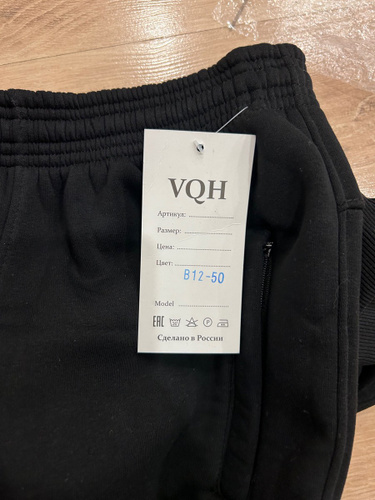 VQH
Артикул:
Размер:
Цена:
Цвет:
B12-50
Model
EAC
Сделано в России